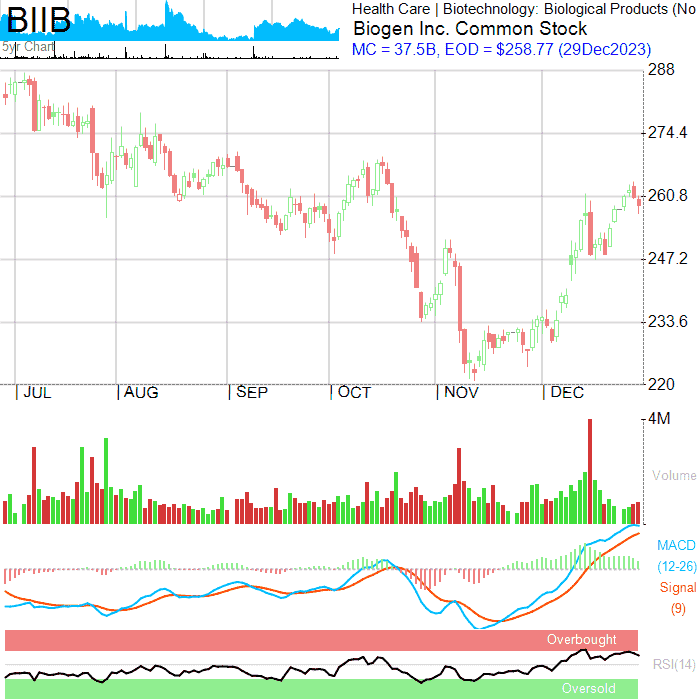 BIIB
5yr Chart
Health Care | Biotechnology: Biological Products (No
Biogen Inc. Common Stock
MC = 37.5B, EOD = $258.77 (29Dec2023)
288
274.4
260.8
247.2
233.6
220
JUL AUG SEP OCT NOV DEC
4M
Volume
MACD
(12-26)
Signal
(9)
Overbought
RSI(14)
Oversold